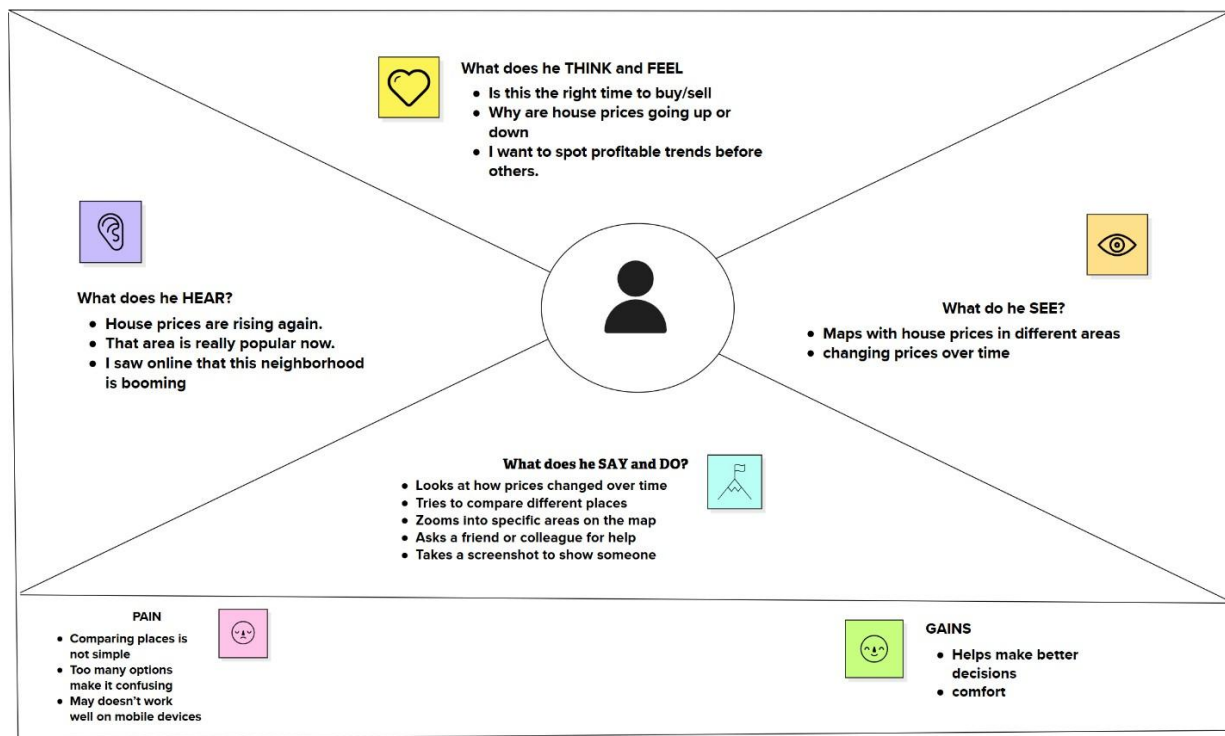 What does he THINK and FEEL
• Is this the right time to buy/sell
• Why are house prices going up or
down
• I want to spot profitable trends before
others.
What does he HEAR?
• House prices are rising again.
• That area is really popular now.
• I saw online that this neighborhood
is booming
What do he SEE?
• Maps with house prices in different areas
• changing prices over time
What does he SAY and DO?
• Looks at how prices changed over time
• Tries to compare different places
• Zooms into specific areas on the map
• Asks a friend or colleague for help
• Takes a screenshot to show someone
PAIN
• Comparing places is
not simple
• Too many options
make it confusing
• May doesn't work
well on mobile devices
GAINS
• Helps make better
decisions
• comfort